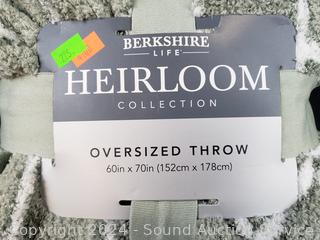 BERKSHIRE
LIFE
HEIRLOOM
COLLECTION
OVERSIZED THROW
60in x 70in (152cm x 178cm)
Copyright 2024 - Sound Auction Service